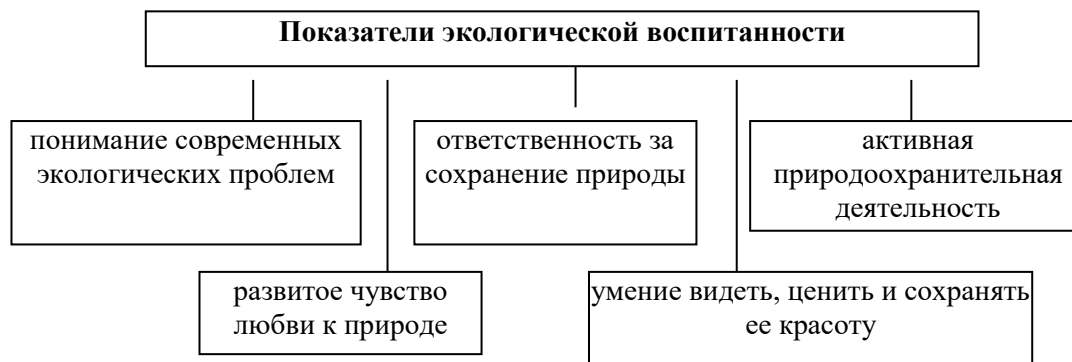 Показатели экологической воспитанности
понимание современных
экологических проблем
ответственность за
сохранение природы
активная
природоохранительная
деятельность
развитое чувство
любви к природе
умение видеть, ценить и сохранять
ее красоту